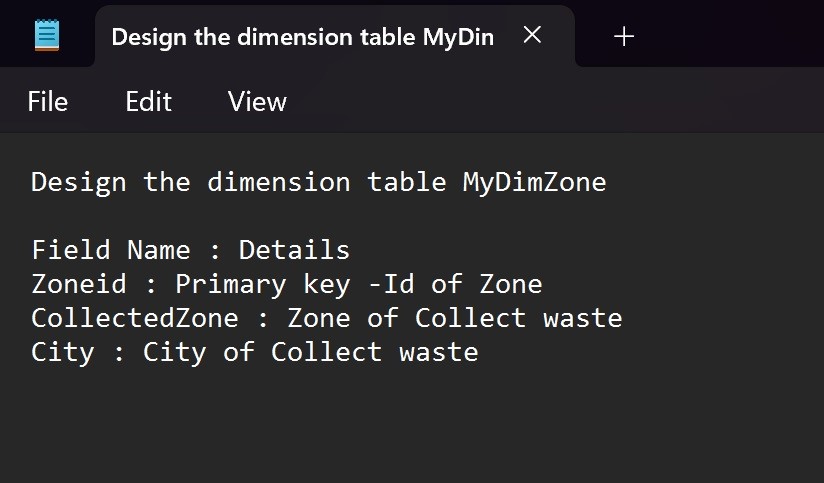 Design the dimension table MyDin
File Edit View
Design the dimension table MyDimZone
Field Name : Details
Zoneid : Primary key -Id of Zone
CollectedZone : Zone of Collect waste
City : City of Collect waste